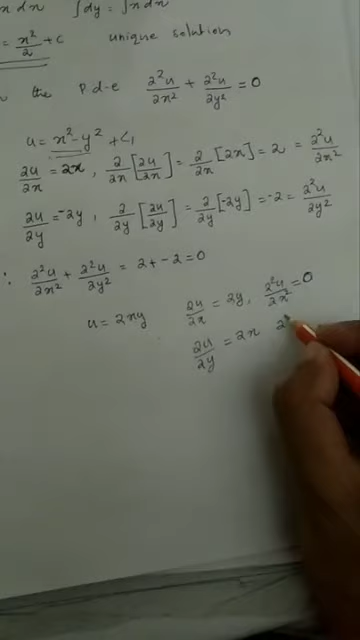 x dx ∫dy = ∫x dx
= x²/2 + c unique solution
the p.d.e ∂²u/∂x² + ∂²u/∂y² = 0
u = x² - y² + C₁
∂u/∂x = 2x, ∂/∂x [∂u/∂x] = ∂/∂x [2x] = 2 = ∂²u/∂x²
∂u/∂y = -2y, ∂/∂y [∂u/∂y] = ∂/∂y [-2y] = -2 = ∂²u/∂y²
∴ ∂²u/∂x² + ∂²u/∂y² = 2 + -2 = 0
u = 2xy ∂u/∂x = 2y, ∂²u/∂x² = 0
∂u/∂y = 2x ∂²